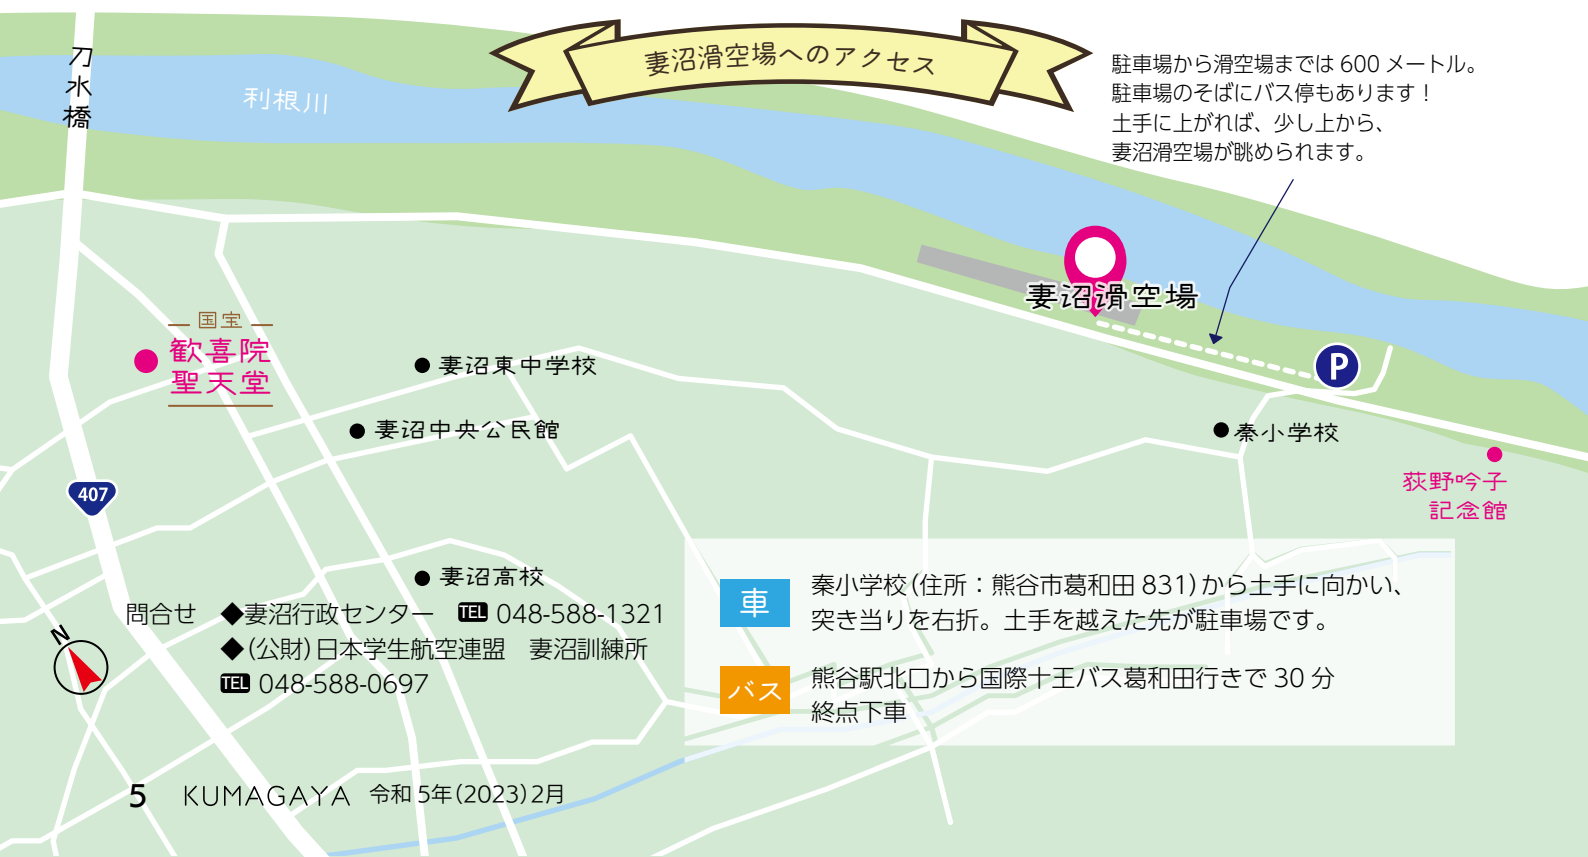 妻沼滑空場へのアクセス
刀水橋
利根川
駐車場から滑空場までは 600 メートル。
駐車場のそばにバス停もあります！
土手に上がれば、少し上から、
妻沼滑空場が眺められます。
妻沼滑空場
P
国宝
歓喜院
聖天堂
妻沼東中学校
妻沼中央公民館
秦小学校
荻野吟子
記念館
407
妻沼高校
問合せ　◆妻沼行政センター　TEL 048-588-1321
◆(公財)日本学生航空連盟　妻沼訓練所
TEL 048-588-0697
N
車
秦小学校(住所：熊谷市葛和田 831)から土手に向かい、
突き当りを右折。土手を越えた先が駐車場です。
バス
熊谷駅北口から国際十王バス葛和田行きで 30 分
終点下車
5 KUMAGAYA 令和5年(2023)2月